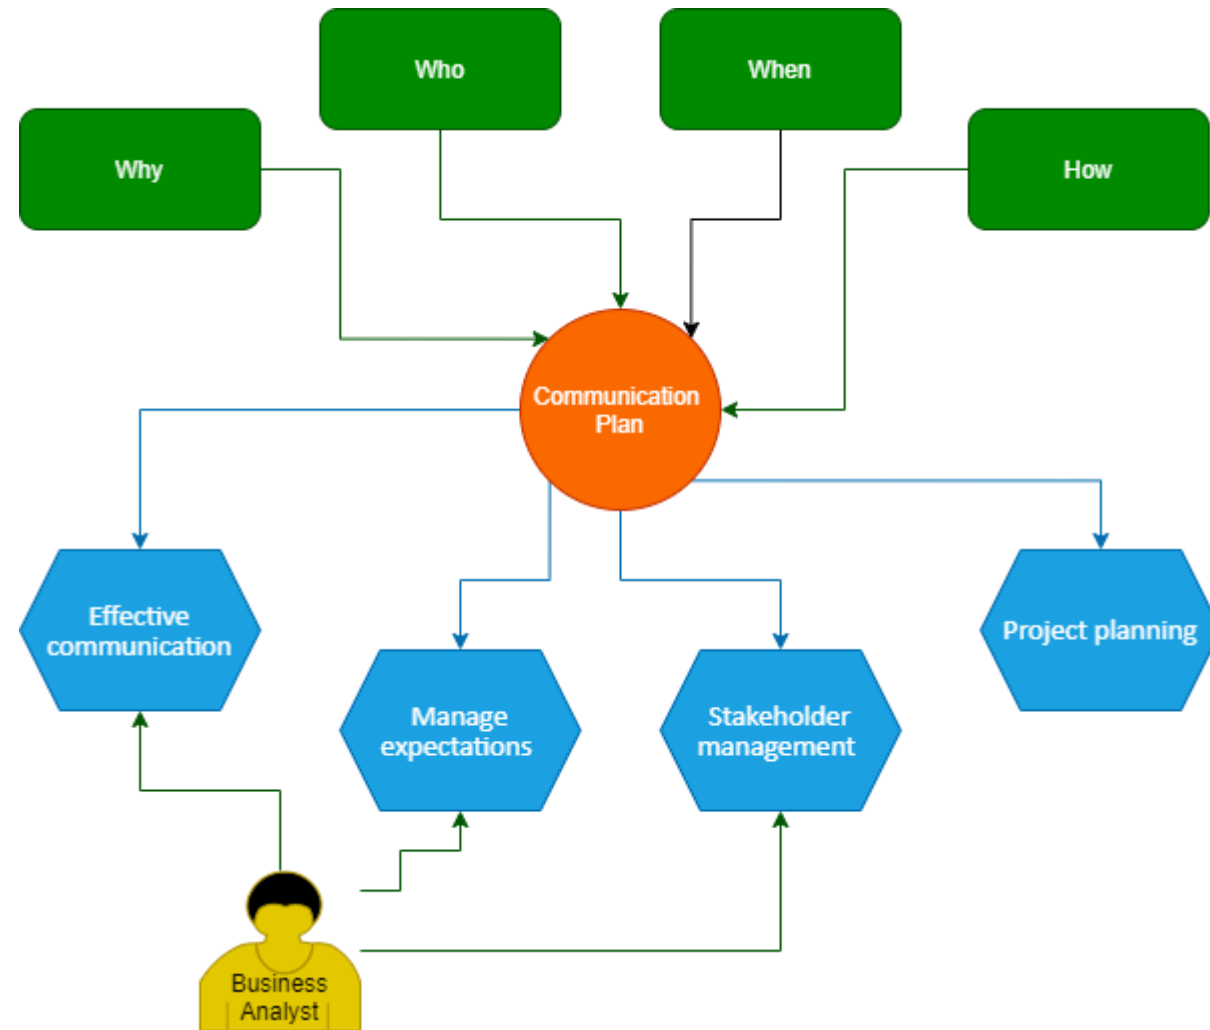 Who
When
Why
How
Communication
Plan
Effective
communication
Project planning
Manage
expectations
Stakeholder
management
Business
Analyst